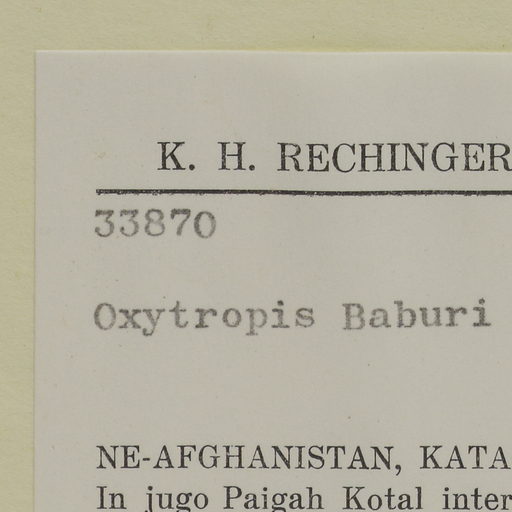 K. H. RECHINGER
33870
Oxytropis Baburi
NE-AFGHANISTAN, KATA
In jugo Paigah Kotal inter